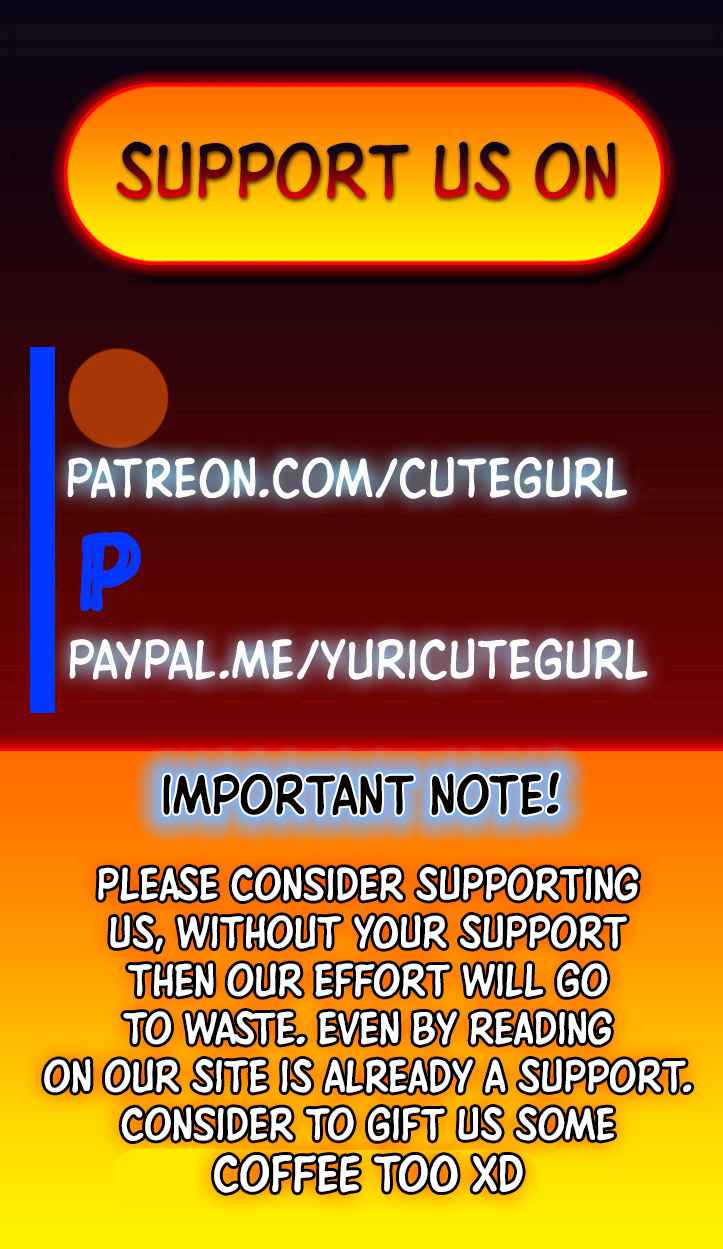 SUPPORT US ON
PATREON.COM/CUTEGURL
P
PAYPAL.ME/YURICUTEGURL
IMPORTANT NOTE!
PLEASE CONSIDER SUPPORTING
US, WITHOUT YOUR SUPPORT
THEN OUR EFFORT WILL GO
TO WASTE. EVEN BY READING
ON OUR SITE IS ALREADY A SUPPORT.
CONSIDER TO GIFT US SOME
COFFEE TOO XD